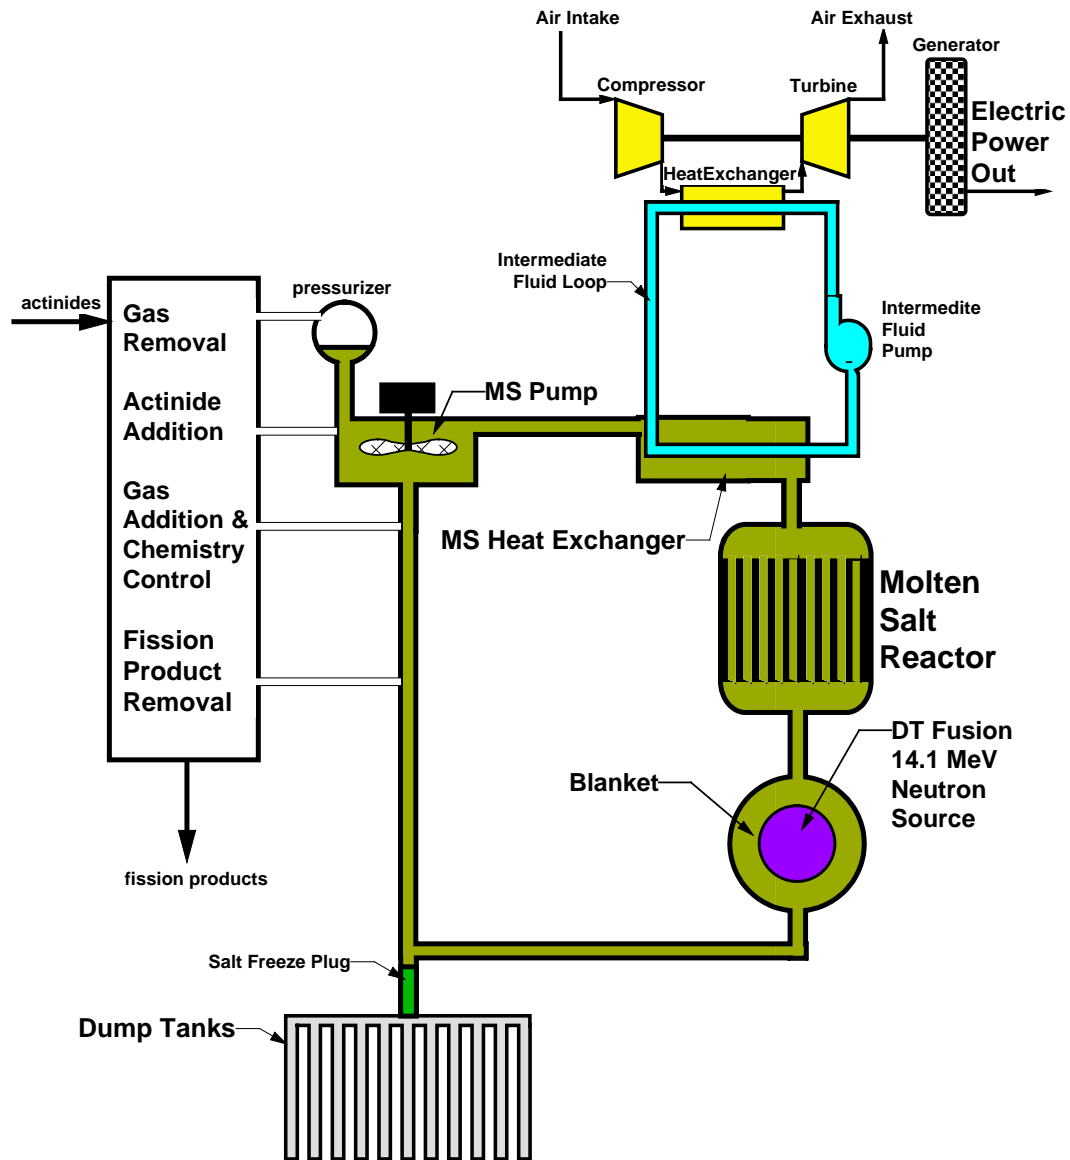 Air Intake
Air Exhaust
Generator
Compressor
Turbine
Electric
Power
Out
HeatExchanger
Intermediate
Fluid Loop
Intermedite
Fluid
Pump
pressurizer
actinides
Gas
Removal
Actinide
Addition
Gas
Addition &
Chemistry
Control
Fission
Product
Removal
MS Pump
MS Heat Exchanger
Molten
Salt
Reactor
DT Fusion
14.1 MeV
Neutron
Source
Blanket
fission products
Salt Freeze Plug
Dump Tanks